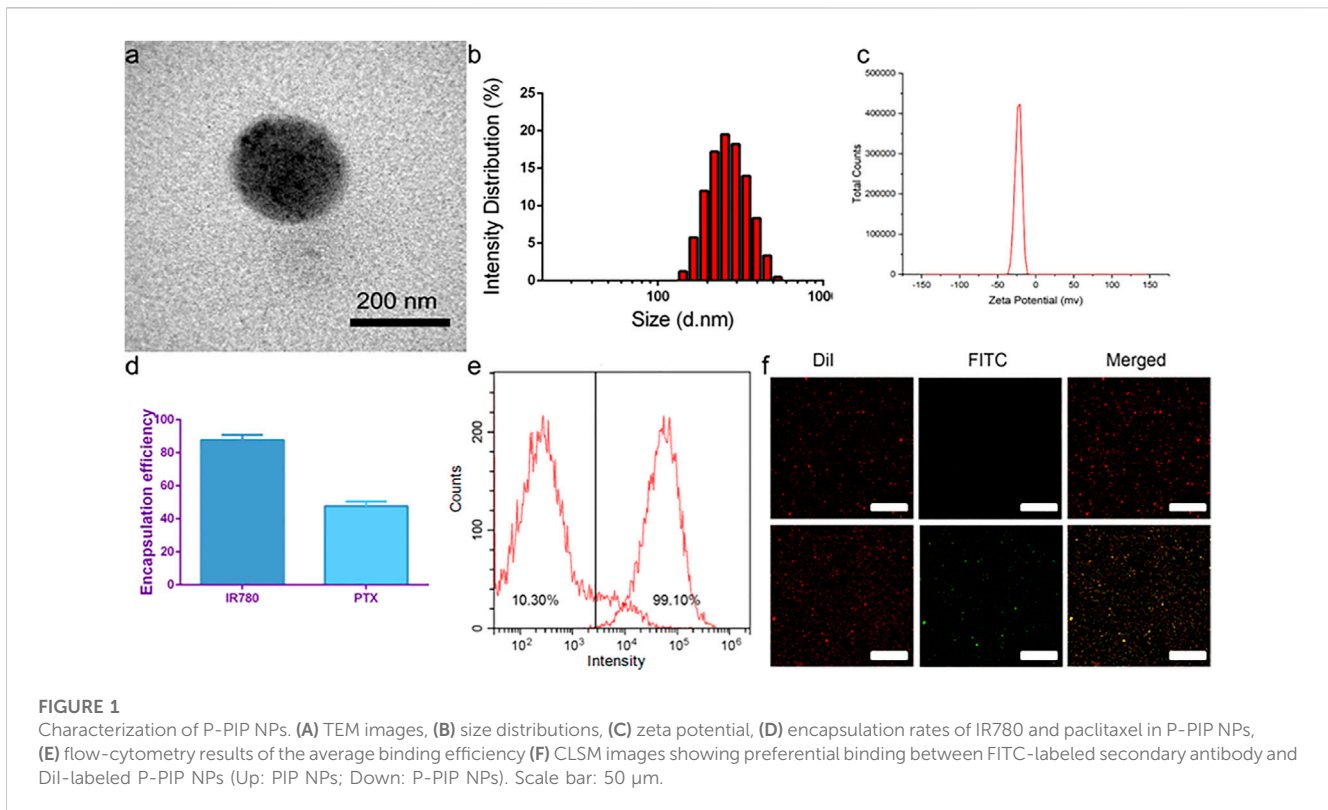 a
200 nm
b
Intensity Distribution (%)
25
20
15
10
5
0
100
1000
Size (d.nm)
c
Total Counts
500000
400000
300000
200000
100000
0
-150
-100
-50
0
50
100
150
Zeta Potential (mv)
d
Encapsulation efficiency
100
80
60
40
20
0
IR780
PTX
e
Counts
200
100
0
10.30%
99.10%
10²
10³
10⁴
10⁵
10⁶
Intensity
f
DiI
FITC
Merged
FIGURE 1
Characterization of P-PIP NPs. (A) TEM images, (B) size distributions, (C) zeta potential, (D) encapsulation rates of IR780 and paclitaxel in P-PIP NPs,
(E) flow-cytometry results of the average binding efficiency (F) CLSM images showing preferential binding between FITC-labeled secondary antibody and
DiI-labeled P-PIP NPs (Up: PIP NPs; Down: P-PIP NPs). Scale bar: 50 μm.